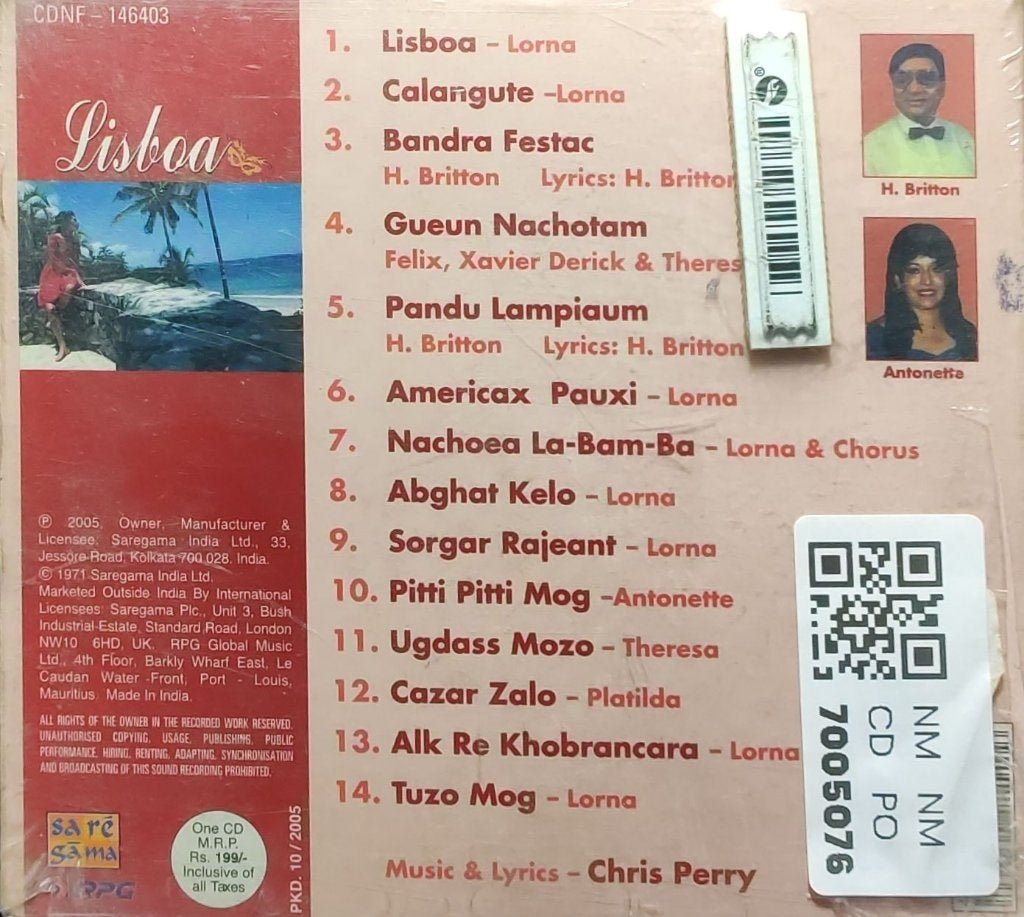 CDNF - 146403
Lisboa
1. Lisboa – Lorna
2. Calangute –Lorna
3. Bandra Festac
H. Britton Lyrics: H. Britton
4. Gueun Nachotam
Felix, Xavier Derick & Theres
5. Pandu Lampiaum
H. Britton Lyrics: H. Britton
6. Americax Pauxi – Lorna
7. Nachoea La-Bam-Ba – Lorna & Chorus
8. Abghat Kelo – Lorna
9. Sorgar Rajeant – Lorna
10. Pitti Pitti Mog –Antonette
11. Ugdass Mozo – Theresa
12. Cazar Zalo – Platilda
13. Alk Re Khobrancara – Lorna
14. Tuzo Mog – Lorna
Music & Lyrics – Chris Perry
H. Britton
Antonette
℗ 2005, Owner, Manufacturer &
Licensee. Saregama India Ltd., 33,
Jessore Road, Kolkata 700 028. India.
© 1971 Saregama India Ltd.
Marketed Outside India By International
Licensees: Saregama Plc., Unit 3, Bush
Industrial Estate, Standard Road, London
NW10 6HD, UK. RPG Global Music
Ltd., 4th Floor, Barkly Wharf East, Le
Caudan Water -Front, Port - Louis,
Mauritius. Made In India.
ALL RIGHTS OF THE OWNER IN THE RECORDED WORK RESERVED.
UNAUTHORISED COPYING, USAGE, PUBLISHING, PUBLIC
PERFORMANCE, HIRING, RENTING, ADAPTING, SYNCHRONISATION
AND BROADCASTING OF THIS SOUND RECORDING PROHIBITED.
sa rē
gama
RPG
One CD
M.R.P.
Rs. 199/-
Inclusive of
all Taxes
PKD. 10 / 2005
NM NM
CD PO
7005076